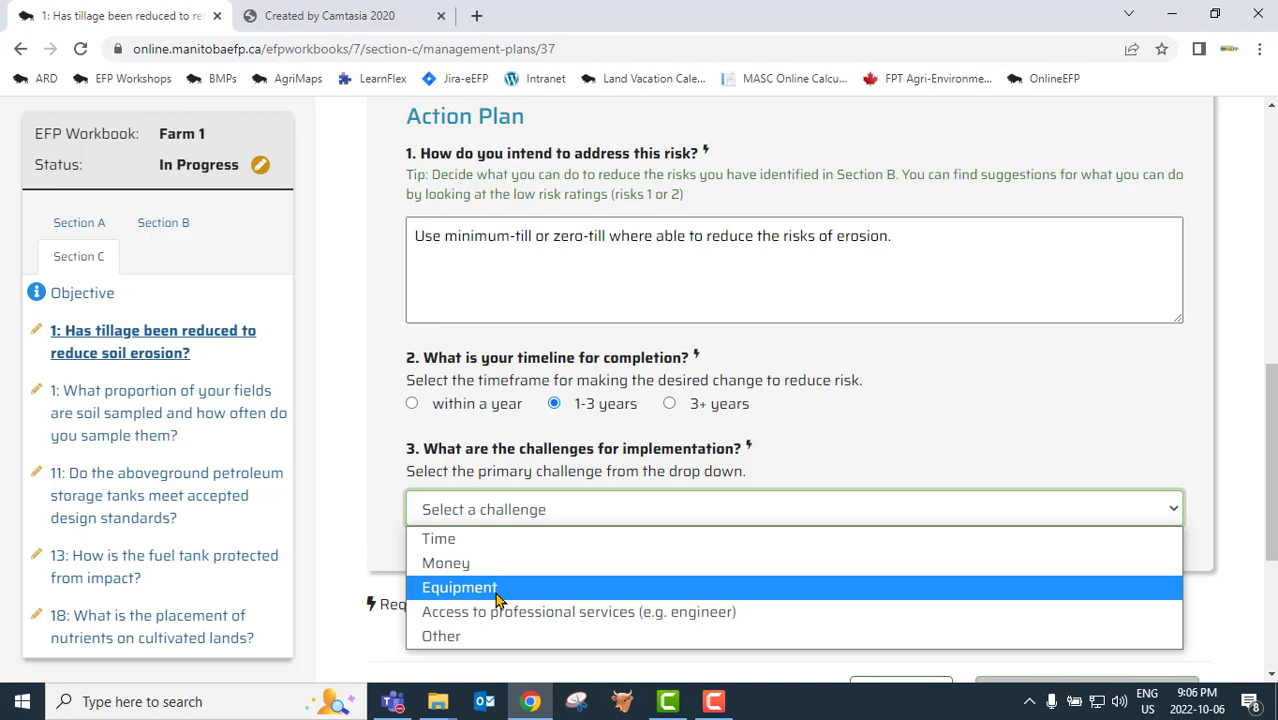 1: Has tillage been reduced to re
Created by Camtasia 2020
online.manitobaefp.ca/efpworkbooks/7/section-c/management-plans/37
ARD
EFP Workshops
BMPs
AgriMaps
LearnFlex
Jira-eEFP
Intranet
Land Vacation Cale...
MASC Online Calcu...
FPT Agri-Environme...
OnlineEFP
EFP Workbook: Farm 1
Status: In Progress
Section A Section B
Section C
Objective
1: Has tillage been reduced to
reduce soil erosion?
1: What proportion of your fields
are soil sampled and how often do
you sample them?
11: Do the aboveground petroleum
storage tanks meet accepted
design standards?
13: How is the fuel tank protected
from impact?
18: What is the placement of
nutrients on cultivated lands?
Action Plan
1. How do you intend to address this risk?
Tip: Decide what you can do to reduce the risks you have identified in Section B. You can find suggestions for what you can do
by looking at the low risk ratings (risks 1 or 2)
Use minimum-till or zero-till where able to reduce the risks of erosion.
2. What is your timeline for completion?
Select the timeframe for making the desired change to reduce risk.
within a year 1-3 years 3+ years
3. What are the challenges for implementation?
Select the primary challenge from the drop down.
Select a challenge
Time
Money
Equipment
Access to professional services (e.g. engineer)
Other
Req
Type here to search
ENG
US
9:06 PM
2022-10-06
8